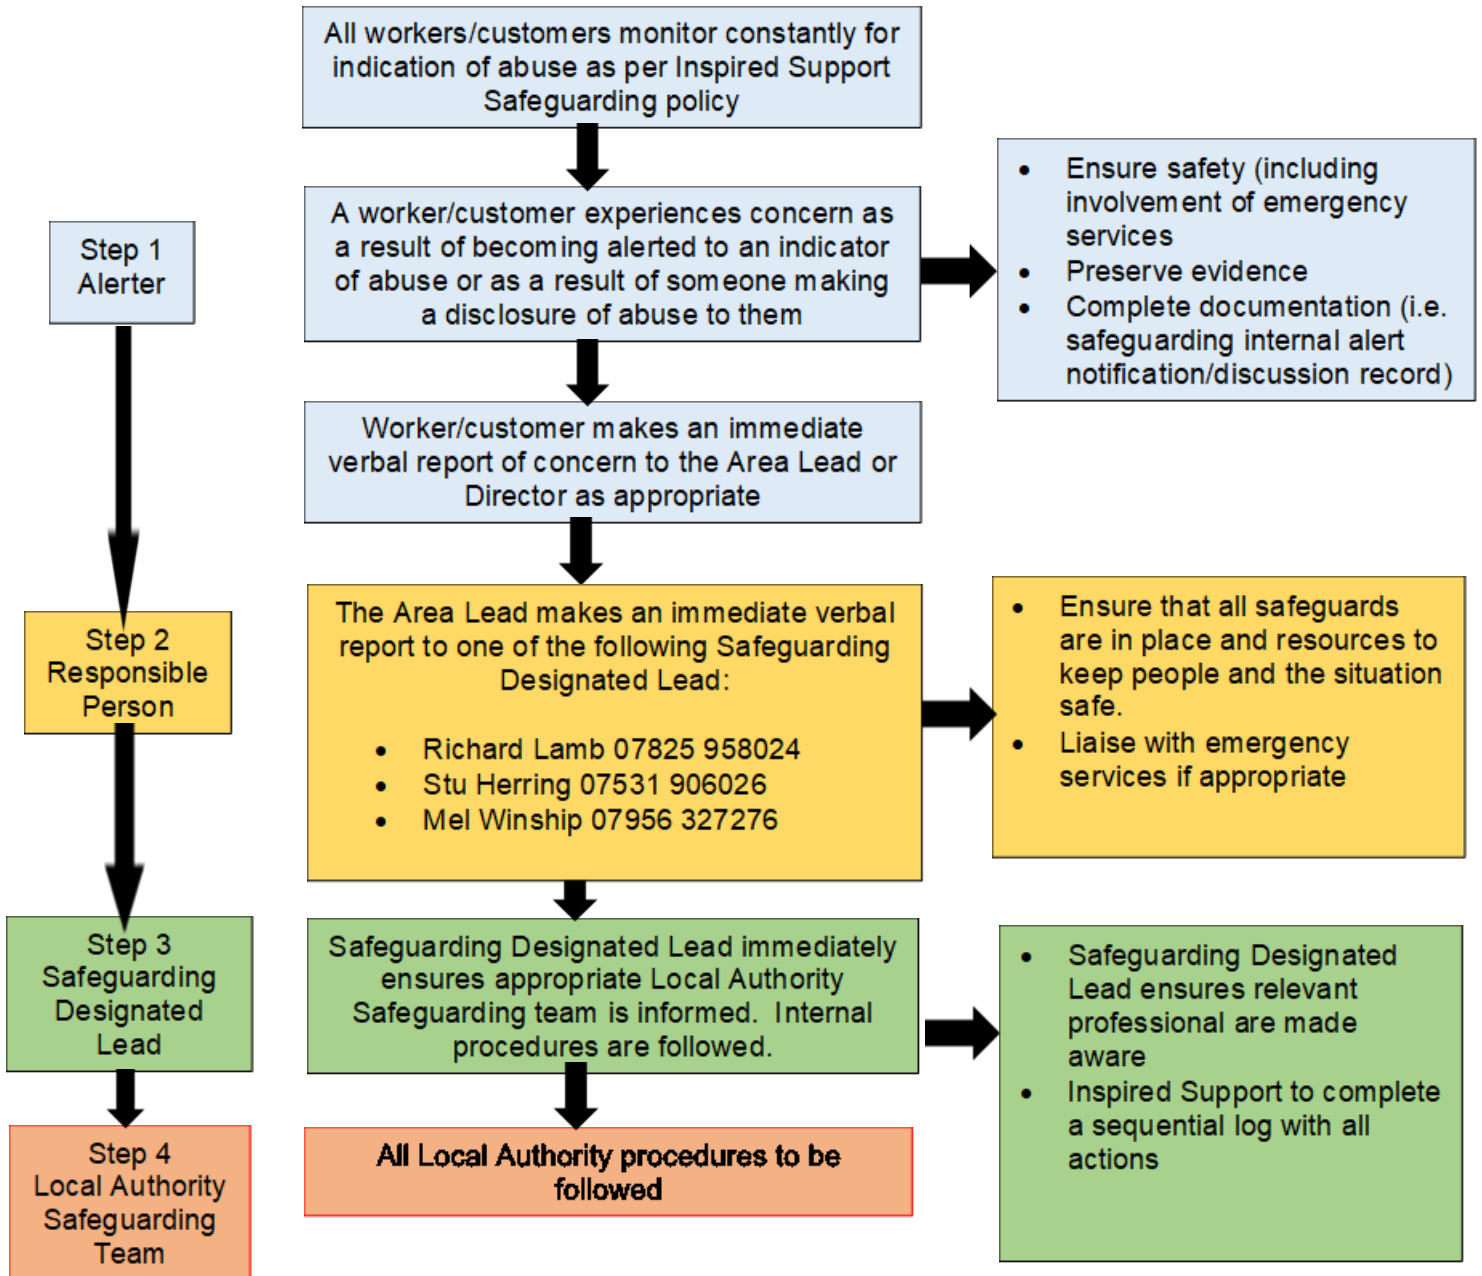 All workers/customers monitor constantly for
indication of abuse as per Inspired Support
Safeguarding policy
Step 1
Alerter
A worker/customer experiences concern as
a result of becoming alerted to an indicator
of abuse or as a result of someone making
a disclosure of abuse to them
• Ensure safety (including
involvement of emergency
services
• Preserve evidence
• Complete documentation (i.e.
safeguarding internal alert
notification/discussion record)
Worker/customer makes an immediate
verbal report of concern to the Area Lead or
Director as appropriate
Step 2
Responsible
Person
The Area Lead makes an immediate verbal
report to one of the following Safeguarding
Designated Lead:
• Richard Lamb 07825 958024
• Stu Herring 07531 906026
• Mel Winship 07956 327276
• Ensure that all safeguards
are in place and resources to
keep people and the situation
safe.
• Liaise with emergency
services if appropriate
Step 3
Safeguarding
Designated
Lead
Safeguarding Designated Lead immediately
ensures appropriate Local Authority
Safeguarding team is informed. Internal
procedures are followed.
• Safeguarding Designated
Lead ensures relevant
professional are made
aware
• Inspired Support to complete
a sequential log with all
actions
Step 4
Local Authority
Safeguarding
Team
All Local Authority procedures to be
followed